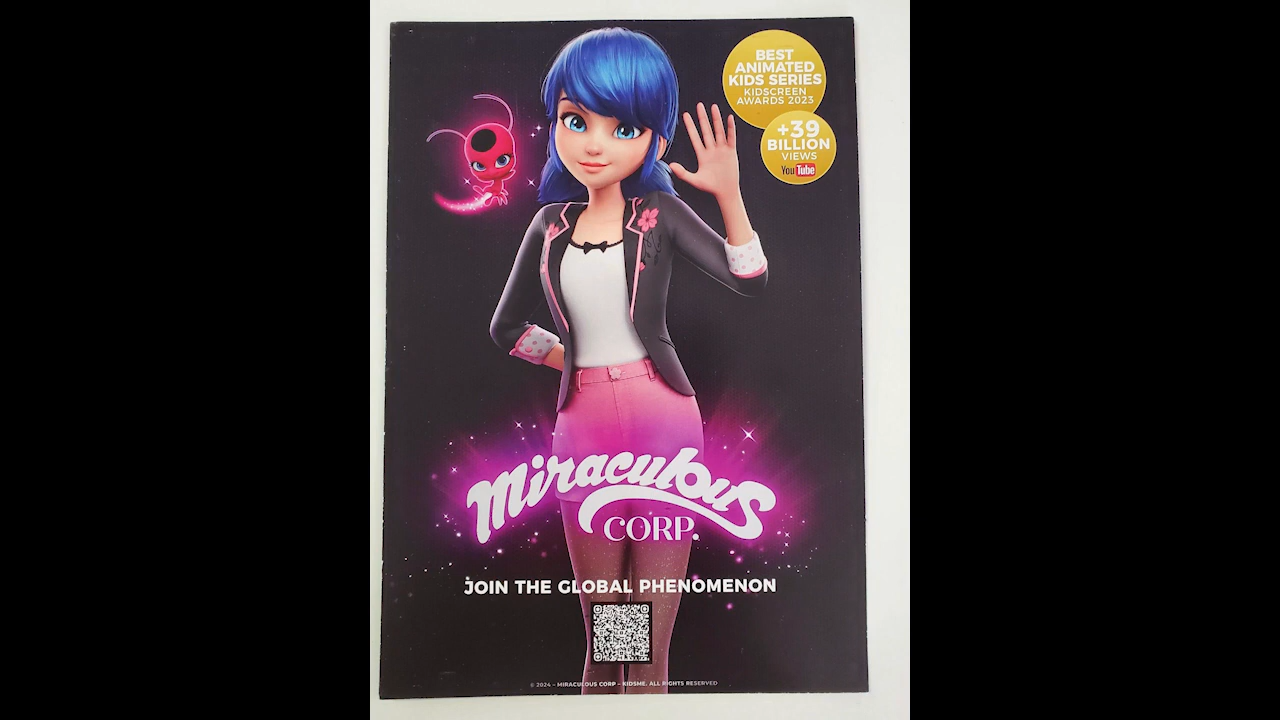 BEST
ANIMATED
KIDS SERIES
KIDSCREEN
AWARDS 2023
+39
BILLION
VIEWS
YouTube
Miraculous
CORP.
JOIN THE GLOBAL PHENOMENON
© 2024 – MIRACULOUS CORP – KIDSME. ALL RIGHTS RESERVED